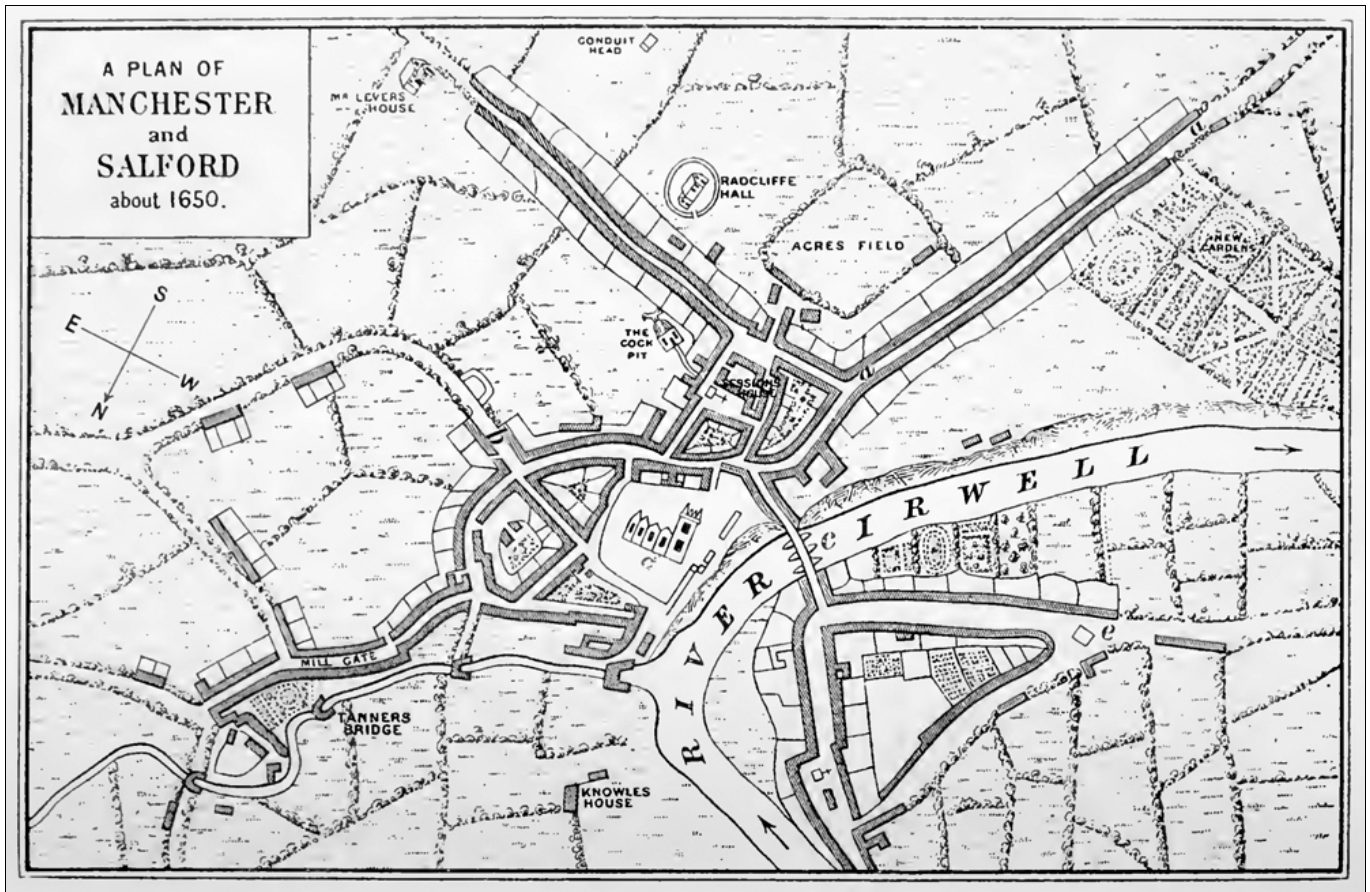 A PLAN OF
MANCHESTER
and
SALFORD
about 1650.
CONDUIT
HEAD
MR LEVERS
HOUSE
RADCLIFFE
HALL
ACRES FIELD
NEW
GARDENS
S
E
W
N
THE
COCK
PIT
SESSIONS
HOUSE
a
a
b
c
c
e
RIVER IRWELL
MILL GATE
TANNERS
BRIDGE
KNOWLES
HOUSE